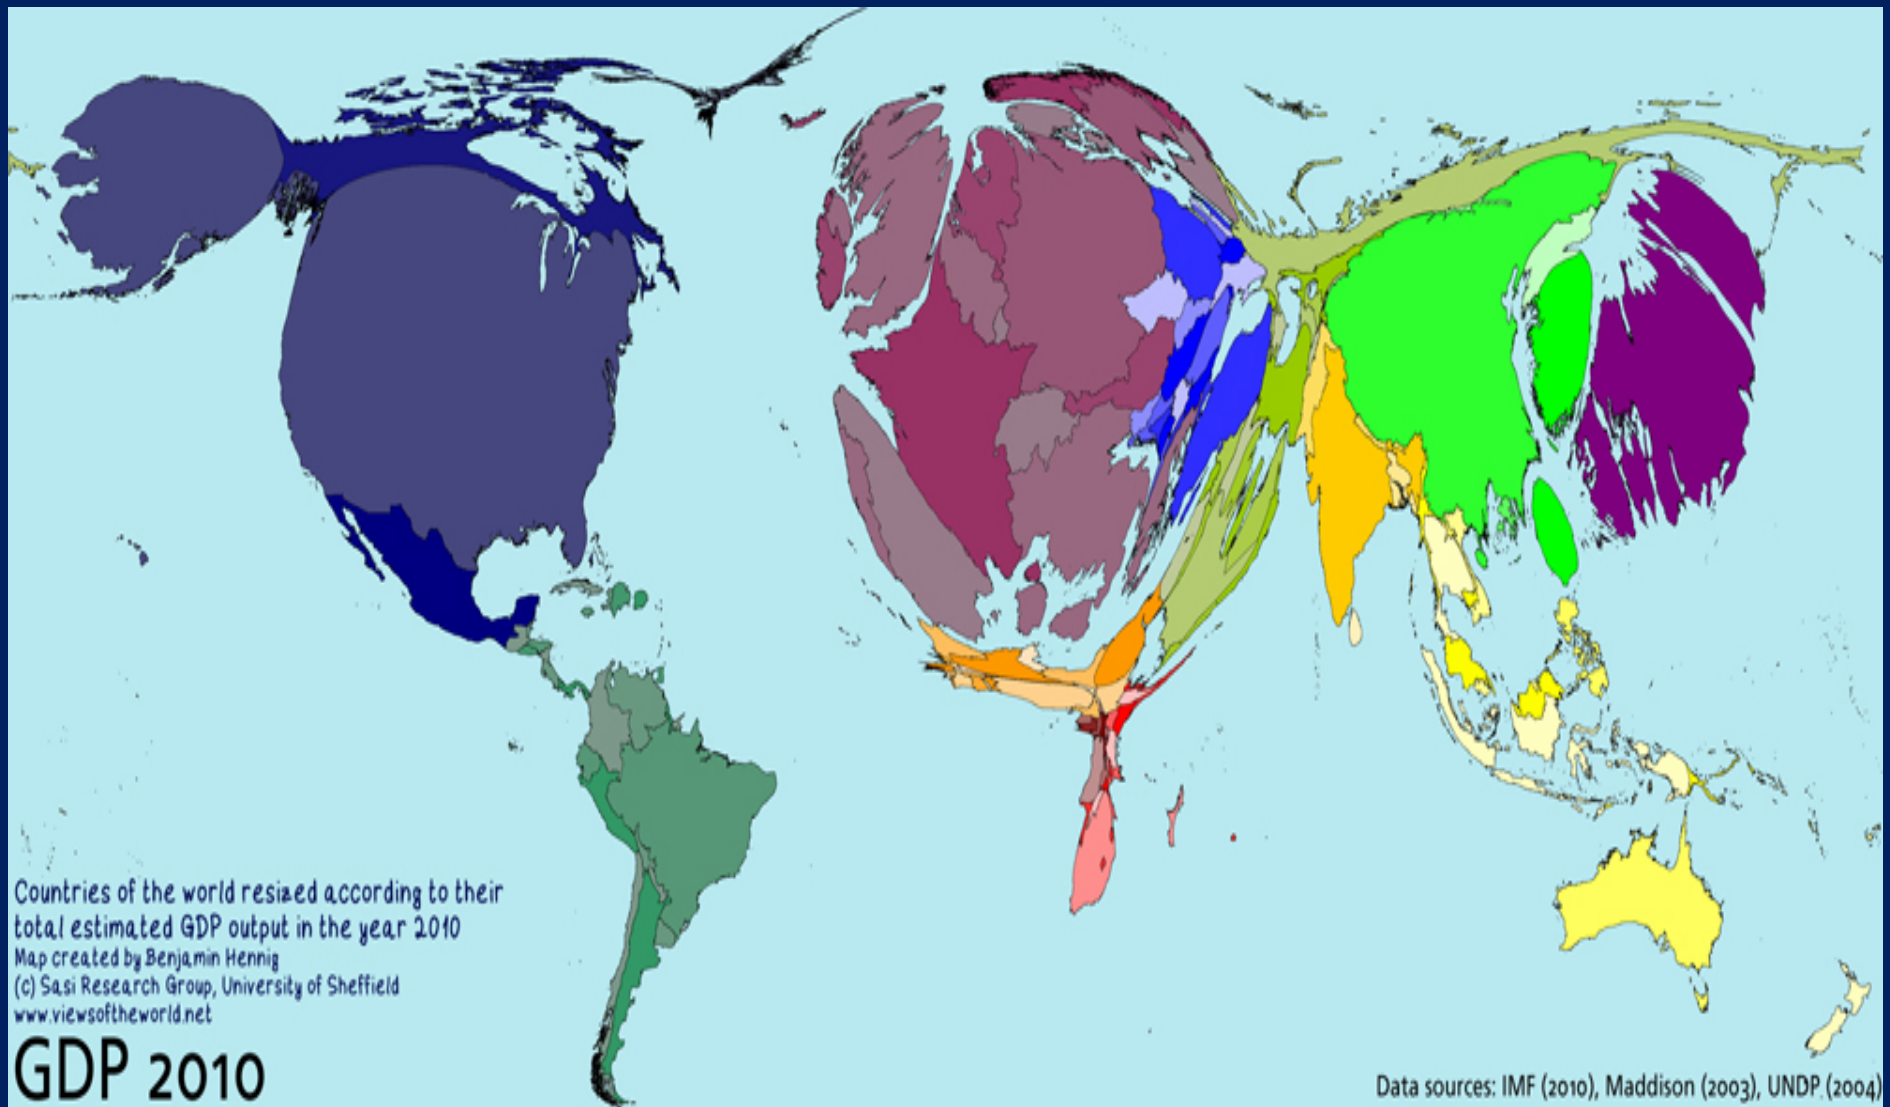 Countries of the world resized according to their
total estimated GDP output in the year 2010
Map created by Benjamin Hennig
(c) Sasi Research Group, University of Sheffield
www.viewsoftheworld.net
GDP 2010
Data sources: IMF (2010), Maddison (2003), UNDP (2004)